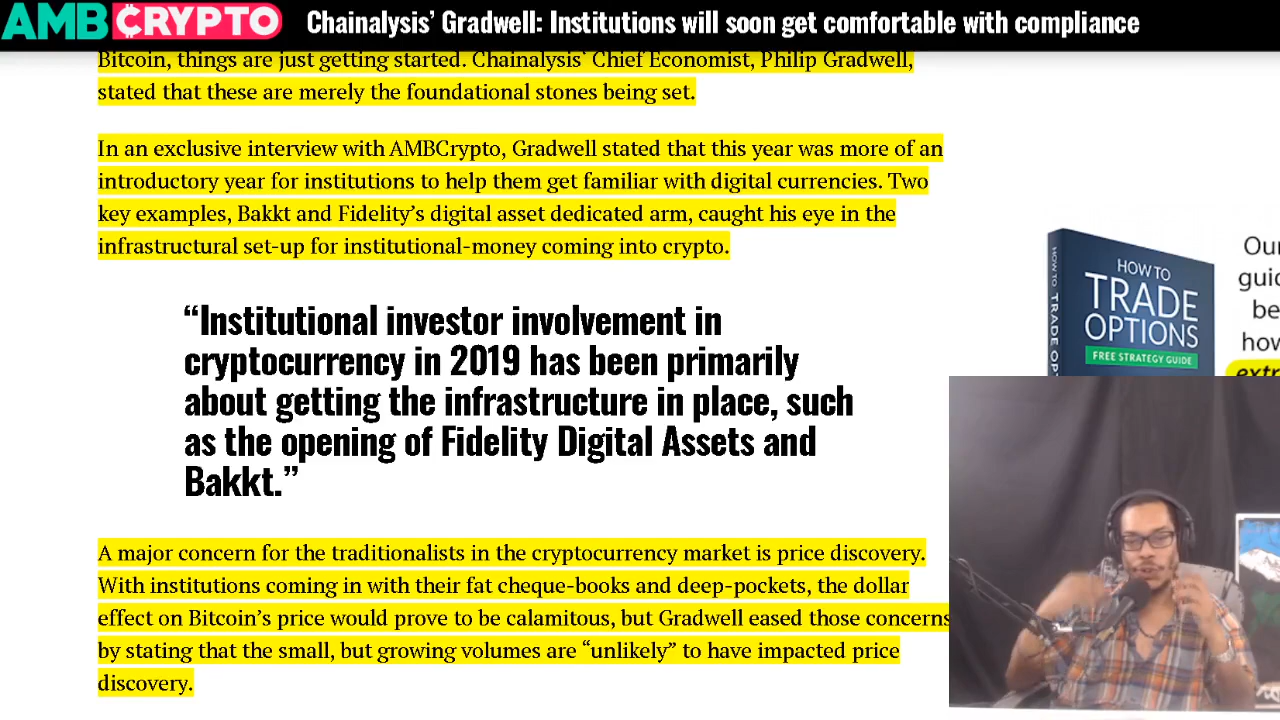 AMBCRYPTO
Chainalysis’ Gradwell: Institutions will soon get comfortable with compliance
Bitcoin, things are just getting started. Chainalysis’ Chief Economist, Philip Gradwell,
stated that these are merely the foundational stones being set.
In an exclusive interview with AMBCrypto, Gradwell stated that this year was more of an
introductory year for institutions to help them get familiar with digital currencies. Two
key examples, Bakkt and Fidelity’s digital asset dedicated arm, caught his eye in the
infrastructural set-up for institutional-money coming into crypto.
“Institutional investor involvement in
cryptocurrency in 2019 has been primarily
about getting the infrastructure in place, such
as the opening of Fidelity Digital Assets and
Bakkt.”
A major concern for the traditionalists in the cryptocurrency market is price discovery.
With institutions coming in with their fat cheque-books and deep-pockets, the dollar
effect on Bitcoin’s price would prove to be calamitous, but Gradwell eased those concerns
by stating that the small, but growing volumes are “unlikely” to have impacted price
discovery.
HOW TO
TRADE
OPTIONS
FREE STRATEGY GUIDE
HOW TO TRADE OP